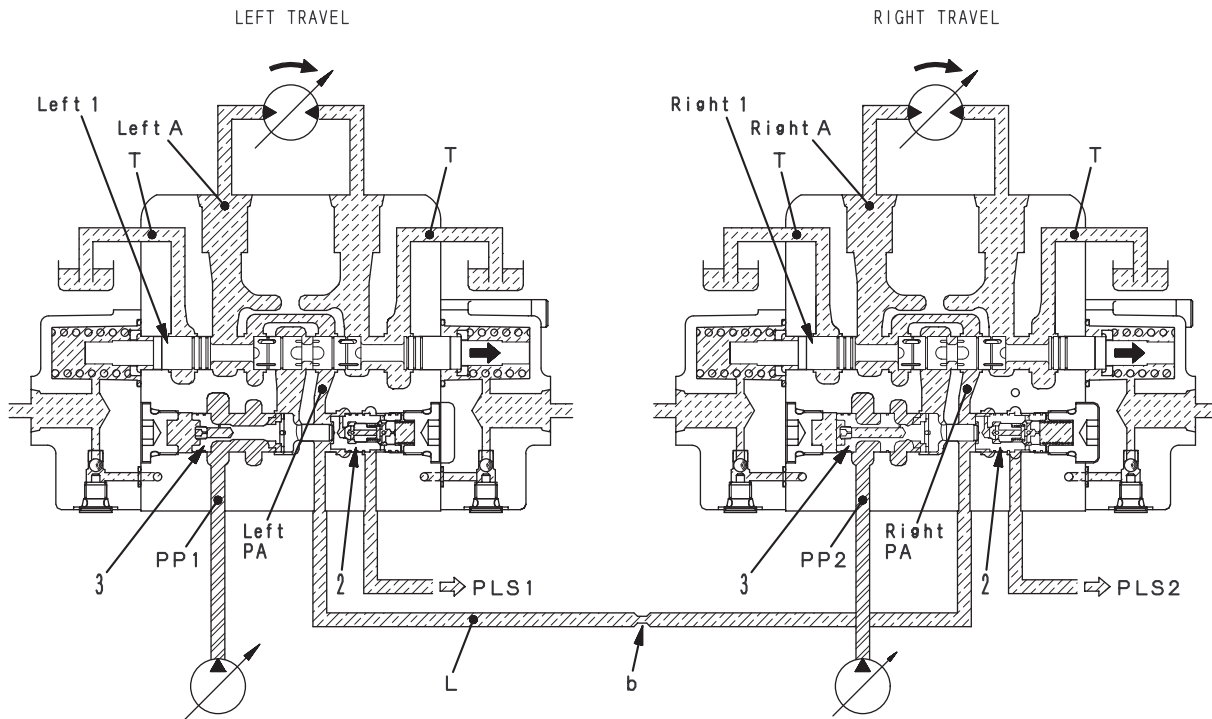 LEFT TRAVEL
RIGHT TRAVEL
Left 1
Left A
T
T
Right 1
Right A
T
T
3
PP1
Left
PA
2
PLS1
3
PP2
Right
PA
2
PLS2
L
b